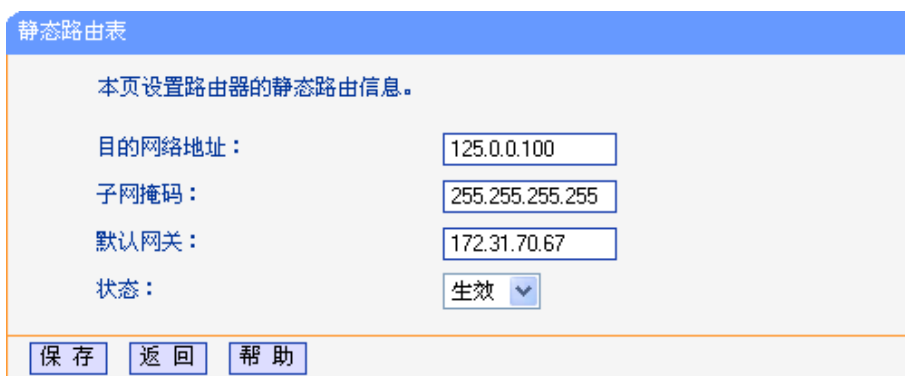 静态路由表
本页设置路由器的静态路由信息。
目的网络地址： 125.0.0.100
子网掩码： 255.255.255.255
默认网关： 172.31.70.67
状态： 生效
保 存 返 回 帮 助